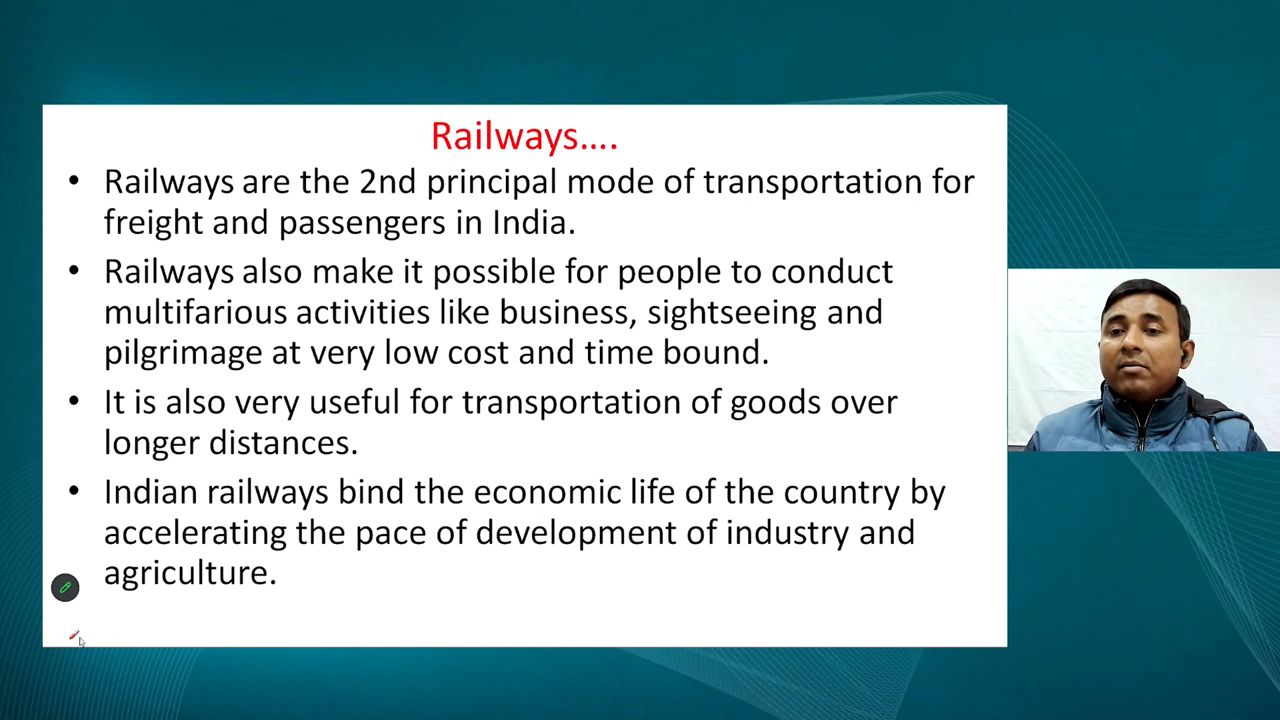 Railways....
• Railways are the 2nd principal mode of transportation for
freight and passengers in India.
• Railways also make it possible for people to conduct
multifarious activities like business, sightseeing and
pilgrimage at very low cost and time bound.
• It is also very useful for transportation of goods over
longer distances.
• Indian railways bind the economic life of the country by
accelerating the pace of development of industry and
agriculture.